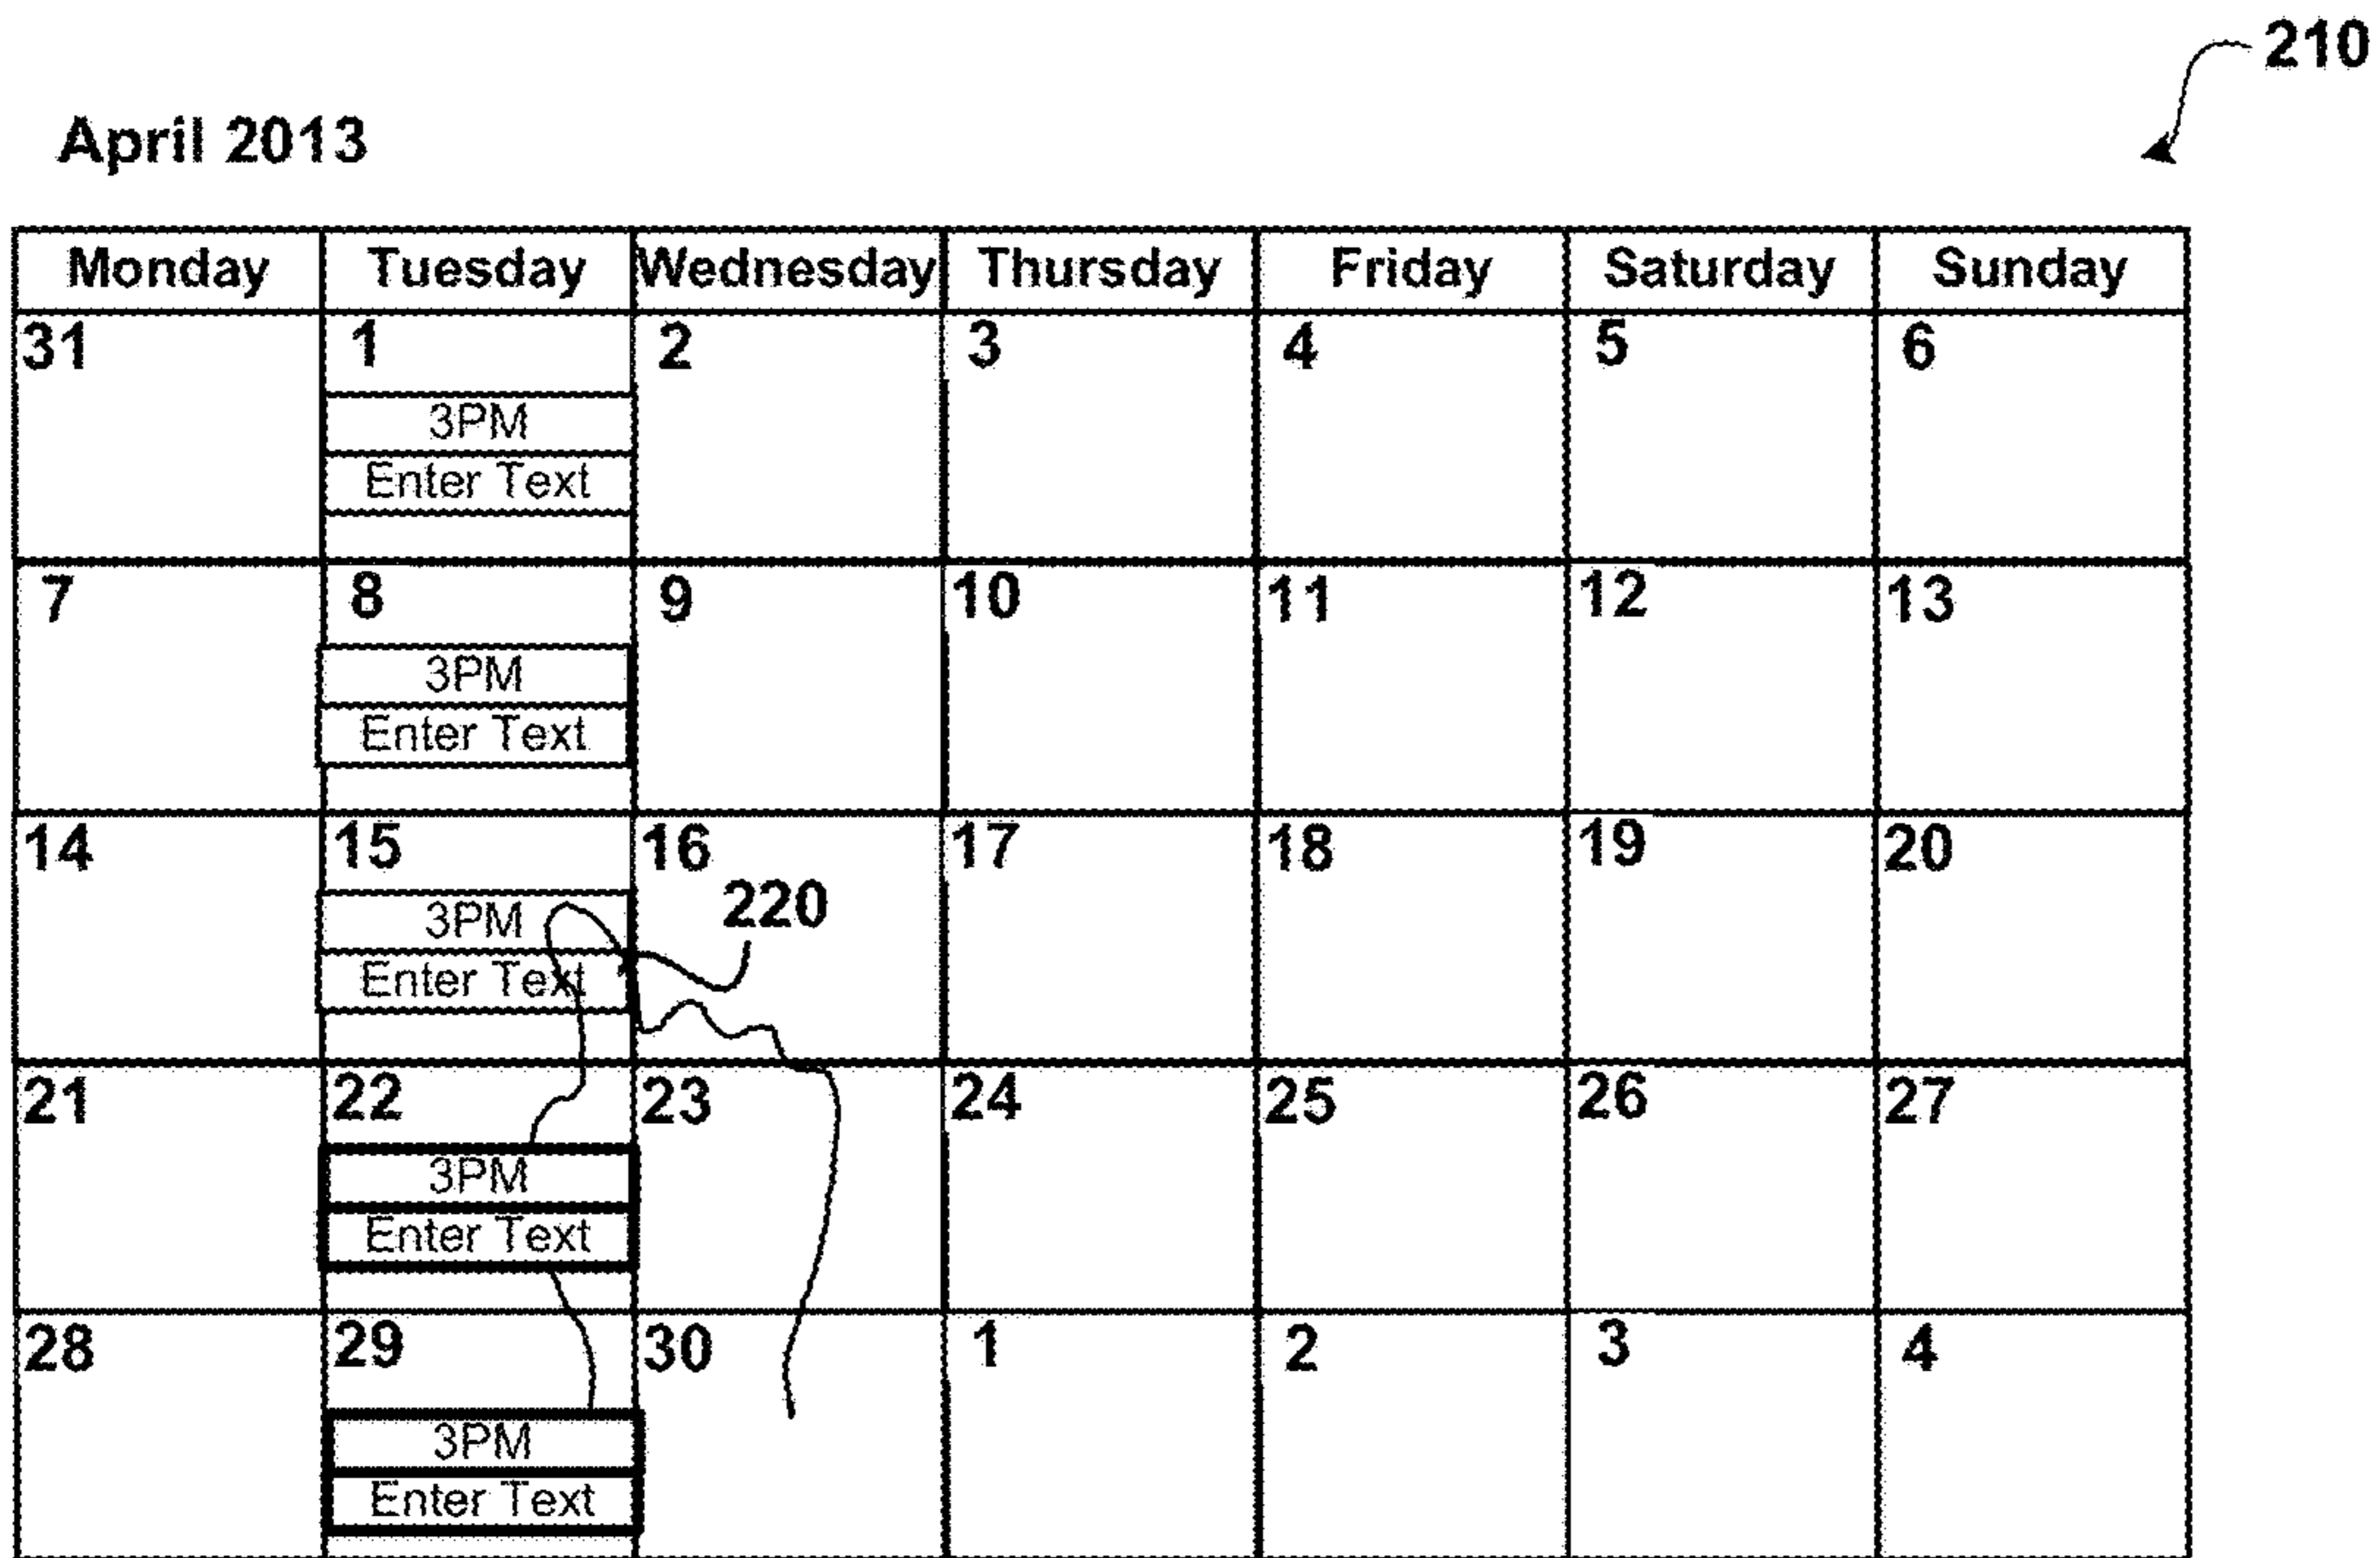 210
April 2013
Monday Tuesday Wednesday Thursday Friday Saturday Sunday
31 1 2 3 4 5 6
3PM
Enter Text
7 8 9 10 11 12 13
3PM
Enter Text
14 15 16 17 18 19 20
3PM 220
Enter Text
21 22 23 24 25 26 27
3PM
Enter Text
28 29 30 1 2 3 4
3PM
Enter Text